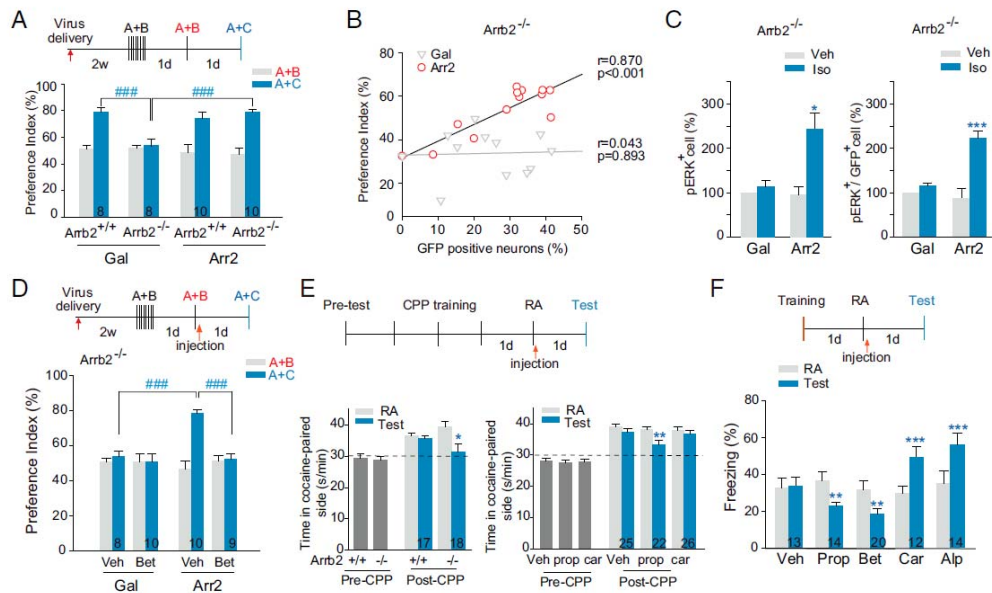 A
Virus delivery
A+B
A+B
A+C
2w
1d
1d
A+B
A+C
###
###
Preference Index (%)
100
80
60
40
20
0
8
8
10
10
Arrb2+/+
Arrb2-/-
Arrb2+/+
Arrb2-/-
Gal
Arr2
B
Arrb2-/-
Gal
Arr2
r=0.870
p<0.001
r=0.043
p=0.893
Preference Index (%)
80
60
40
20
0
0
10
20
30
40
50
GFP positive neurons (%)
C
Arrb2-/-
Veh
Iso
pERK+ cell (%)
300
200
100
0
*
Gal
Arr2
Arrb2-/-
Veh
Iso
pERK+/ GFP+ cell (%)
300
200
100
0
***
Gal
Arr2
D
Virus delivery
A+B
A+B
A+C
2w
1d
1d
injection
Arrb2-/-
A+B
A+C
###
###
Preference Index (%)
100
80
60
40
20
0
8
10
10
9
Veh
Bet
Veh
Bet
Gal
Arr2
E
Pre-test
CPP training
RA
Test
1d
1d
injection
RA
Test
*
Time in cocaine-paired side (s/min)
40
30
20
10
0
17
18
Arrb2
+/+
-/-
+/+
-/-
Pre-CPP
Post-CPP
RA
Test
**
Time in cocaine-paired side (s/min)
40
30
20
10
0
25
22
26
Veh
prop
car
Veh
prop
car
Pre-CPP
Post-CPP
F
Training
RA
Test
1d
1d
injection
RA
Test
**
**
***
***
Freezing (%)
100
80
60
40
20
0
13
14
20
12
14
Veh
Prop
Bet
Car
Alp